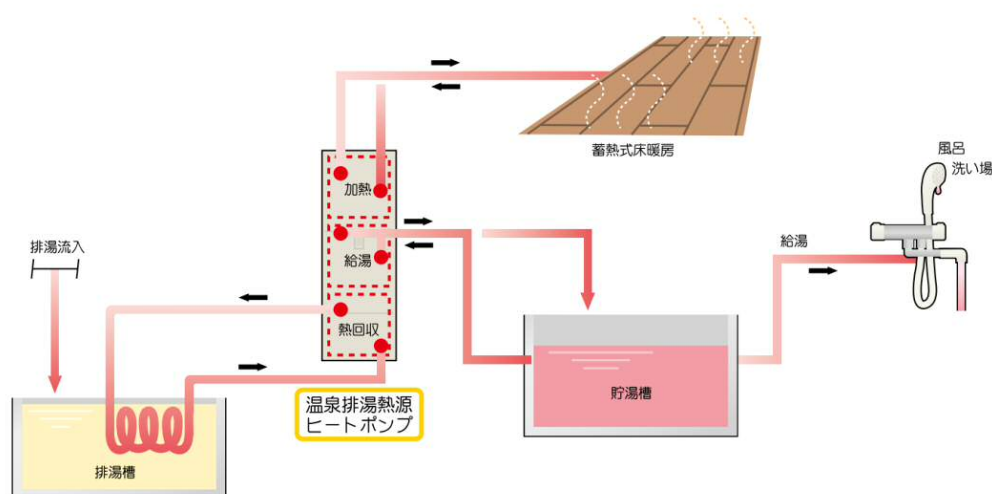 蓄熱式床暖房
風呂
洗い場
加熱
排湯流入
給湯
給湯
熱回収
貯湯槽
温泉排湯熱源
ヒートポンプ
排湯槽